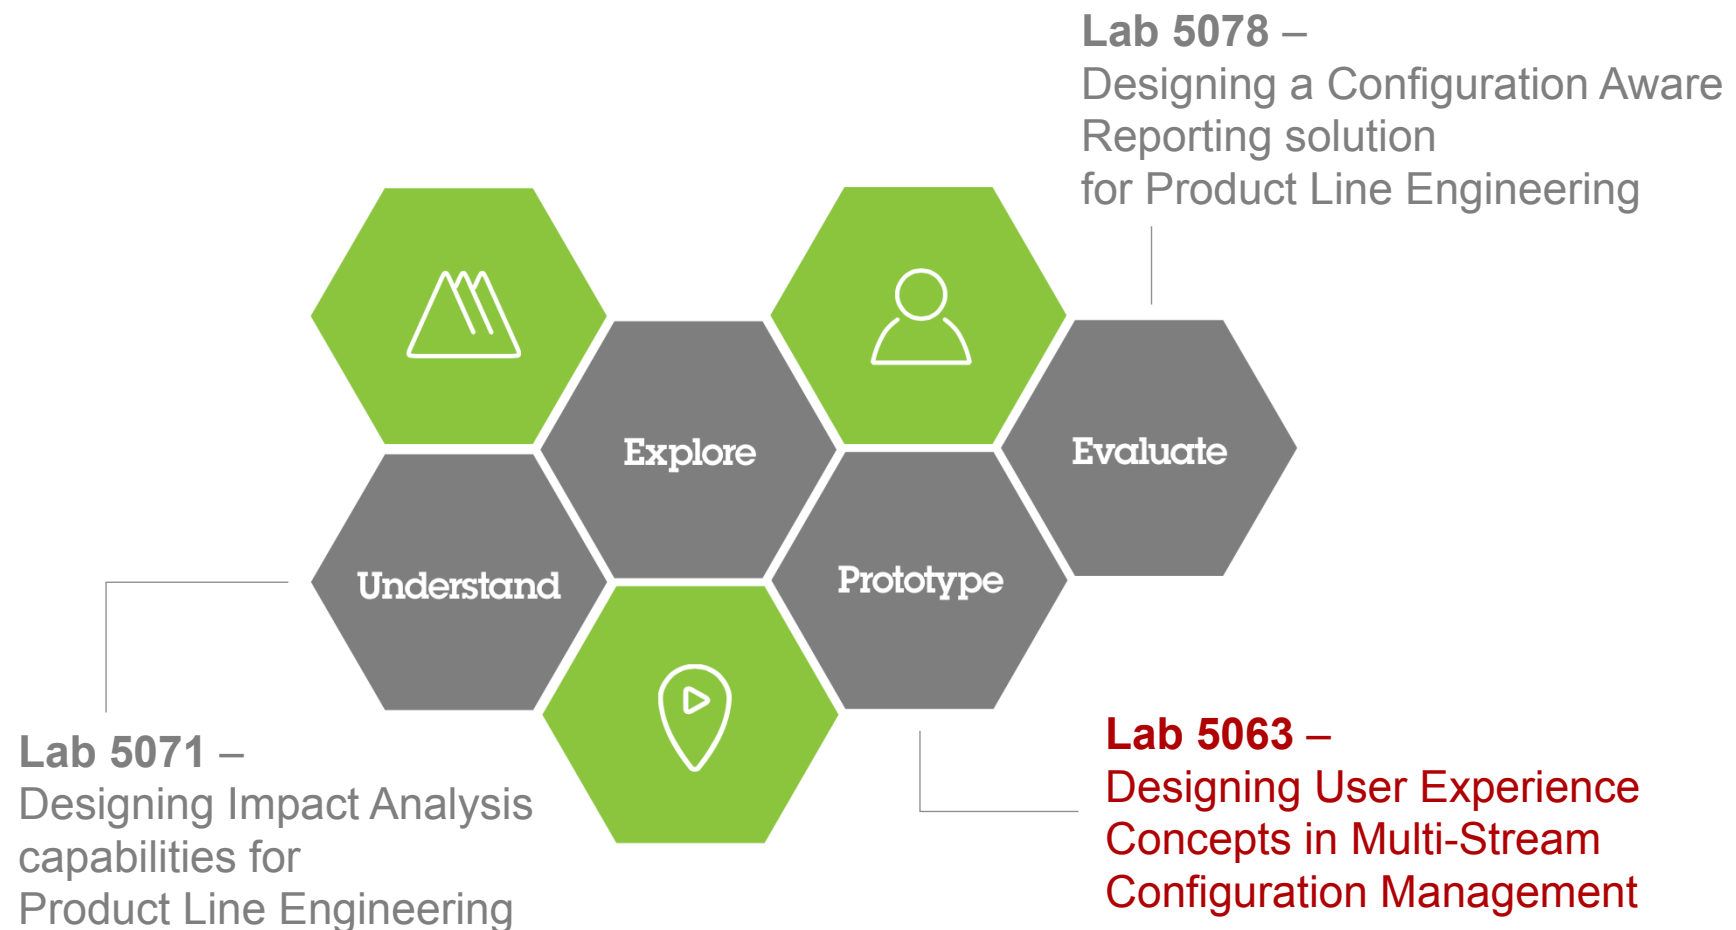 Lab 5078 –
Designing a Configuration Aware
Reporting solution
for Product Line Engineering
Explore
Evaluate
Understand
Prototype
Lab 5071 –
Designing Impact Analysis
capabilities for
Product Line Engineering
Lab 5063 –
Designing User Experience
Concepts in Multi-Stream
Configuration Management